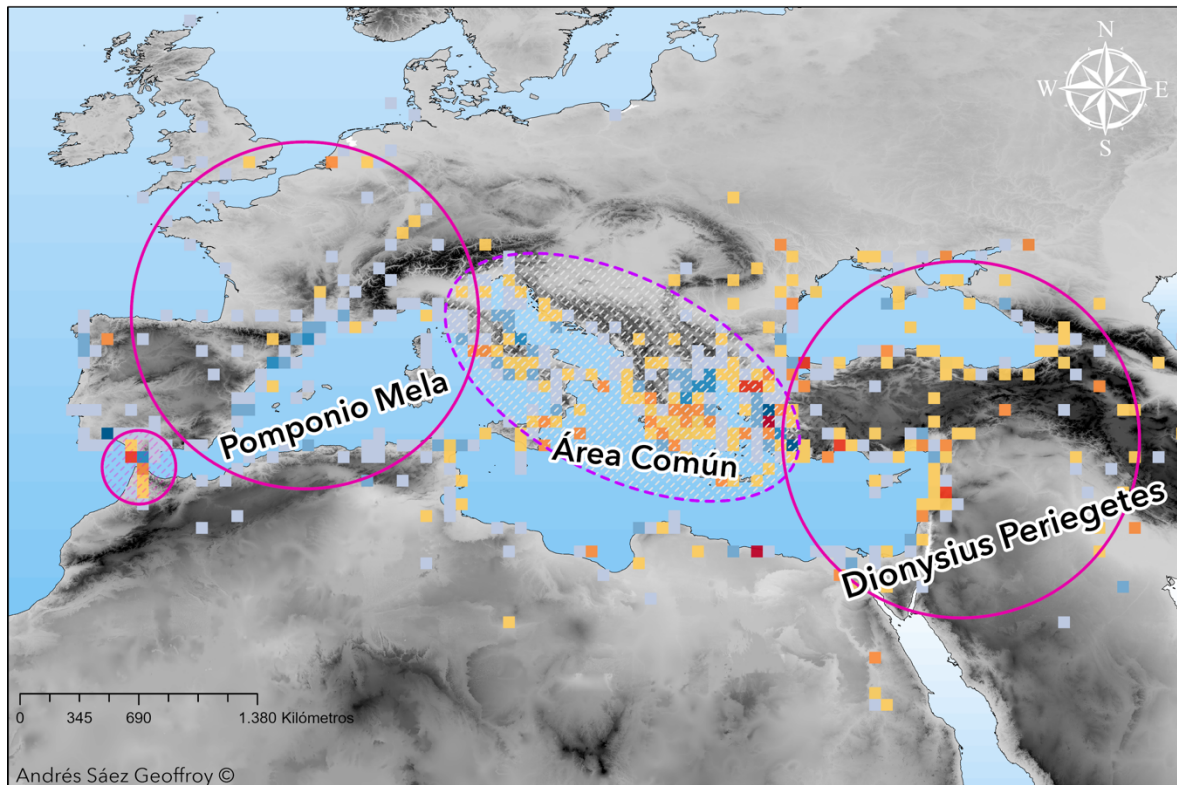 N
W E
S
Pomponio Mela
Área Común
Dionysius Periegetes
0 345 690 1.380 Kilómetros
Andrés Sáez Geoffroy ©